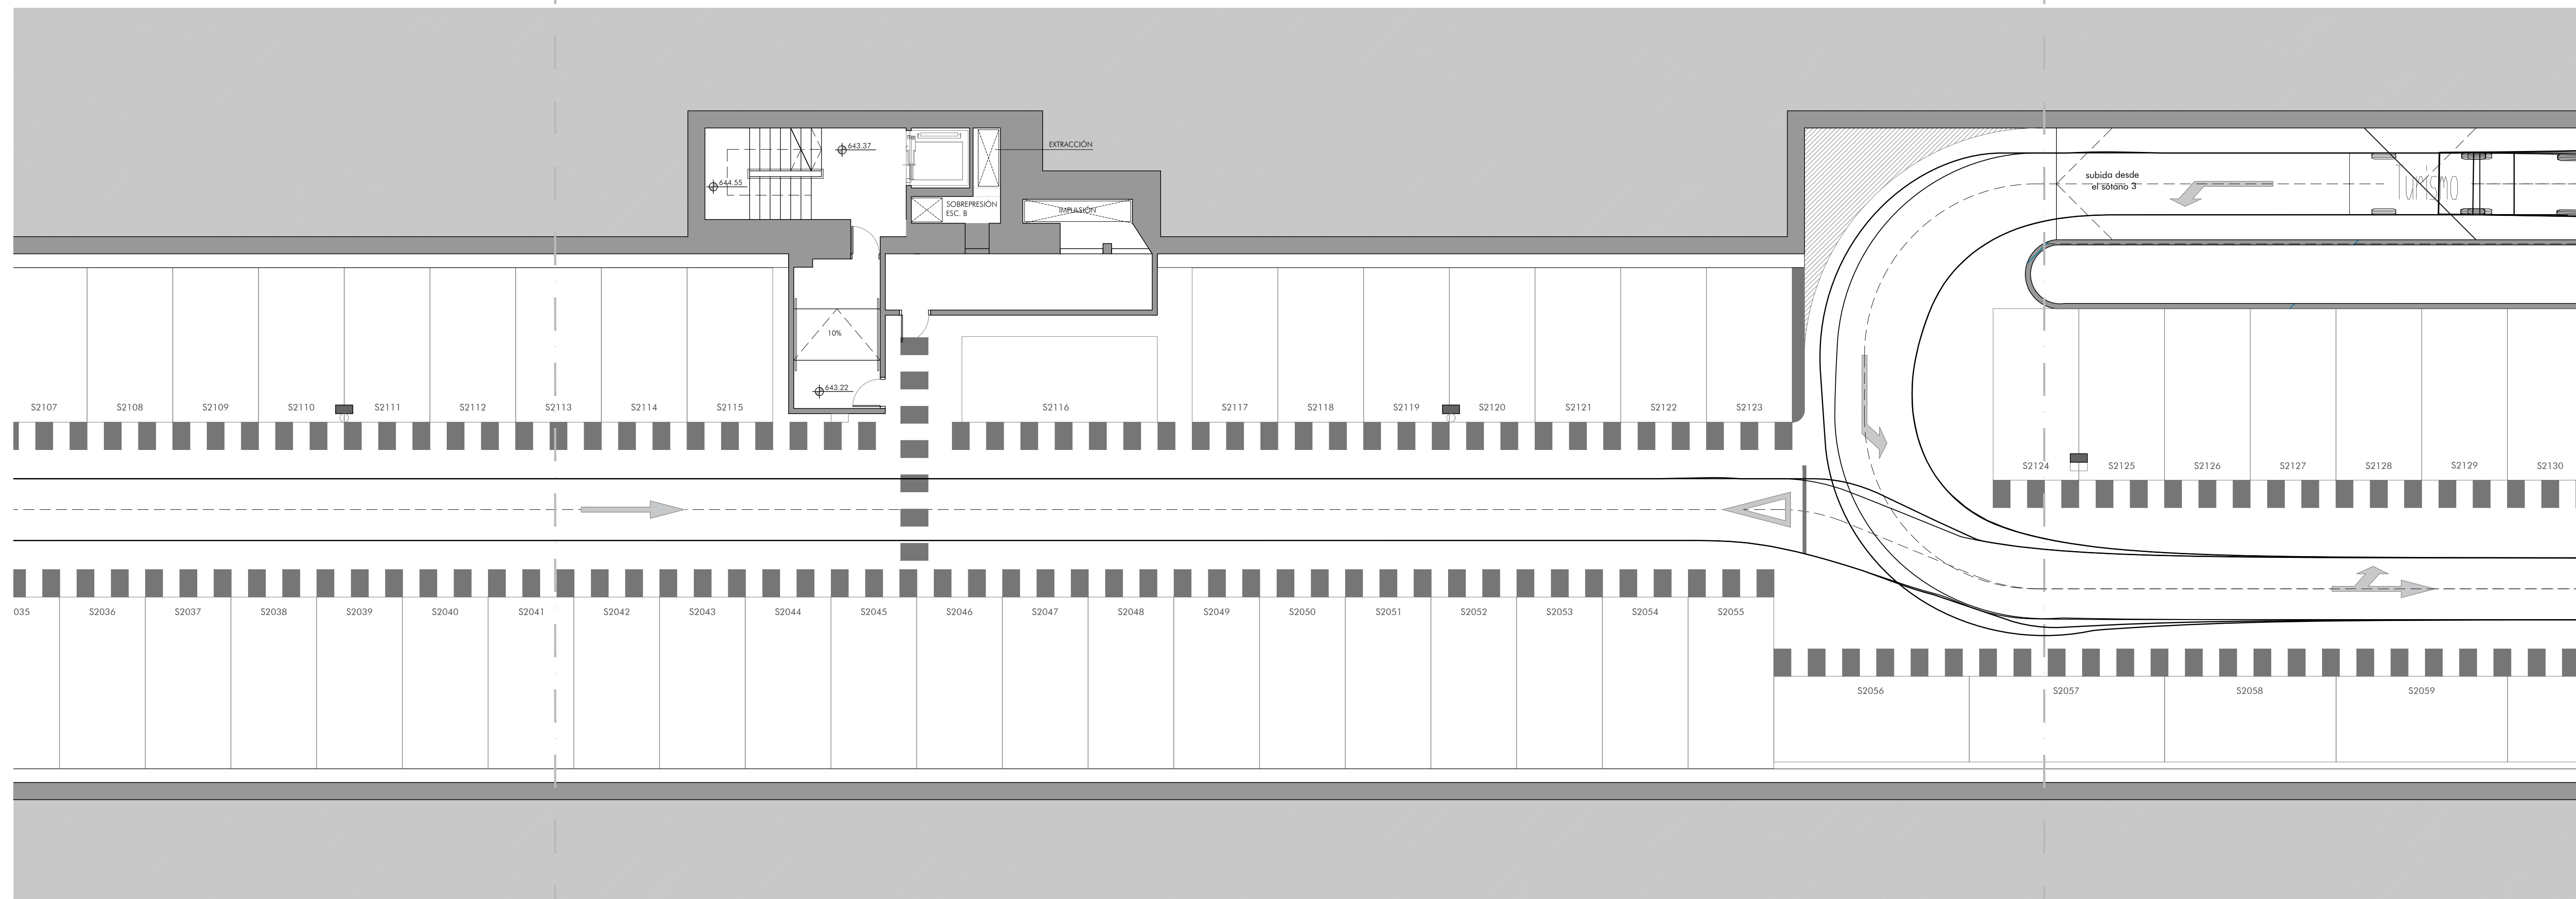 EXTRACCIÓN
643.37
644.55
SOBREPRESIÓN
ESC. B
IMPULSIÓN
subida desde
el sótano 3
TURISMO
10%
643.22
S2107
S2108
S2109
S2110
S2111
S2112
S2113
S2114
S2115
S2116
S2117
S2118
S2119
S2120
S2121
S2122
S2123
S2124
S2125
S2126
S2127
S2128
S2129
S2130
035
S2036
S2037
S2038
S2039
S2040
S2041
S2042
S2043
S2044
S2045
S2046
S2047
S2048
S2049
S2050
S2051
S2052
S2053
S2054
S2055
S2056
S2057
S2058
S2059